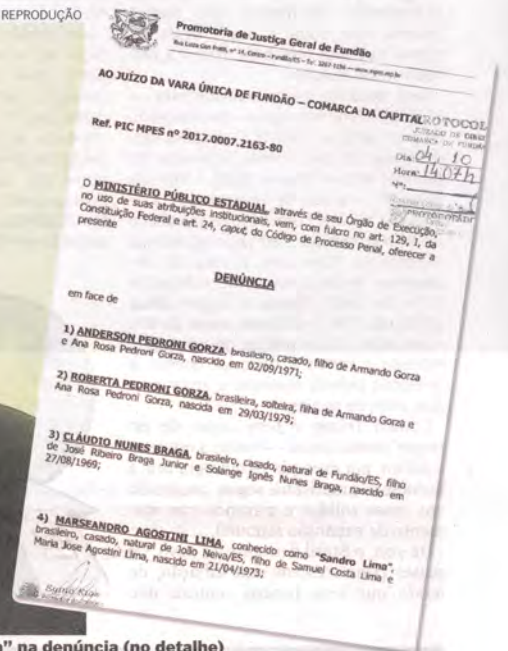 REPRODUÇÃO
Promotoria de Justiça Geral de Fundão
AO JUÍZO DA VARA ÚNICA DE FUNDÃO – COMARCA DA CAPITAL
PROTOCOL
Ref. PIC MPES nº 2017.0007.2163-80
Dia 04, 10
Hora: 14:07h
O MINISTÉRIO PÚBLICO ESTADUAL, através de seu Órgão de Execução,
no uso de suas atribuições institucionais, vem, com fulcro no art. 129, I, da
Constituição Federal e art. 24, caput, do Código de Processo Penal, oferecer a
presente
DENÚNCIA
em face de
1) ANDERSON PEDRONI GORZA, brasileiro, casado, filho de Armando Gorza
e Ana Rosa Pedroni Gorza, nascido em 02/09/1971;
2) ROBERTA PEDRONI GORZA, brasileira, solteira, filha de Armando Gorza e
Ana Rosa Pedroni Gorza, nascida em 29/03/1979;
3) CLÁUDIO NUNES BRAGA, brasileiro, casado, natural de Fundão/ES, filho
de José Ribeiro Braga Junior e Solange Ignês Nunes Braga, nascido em
27/08/1969;
4) MARSEANDRO AGOSTINI LIMA, conhecido como "Sandro Lima",
brasileiro, casado, natural de João Neiva/ES, filho de Samuel Costa Lima e
Maria Jose Agostini Lima, nascido em 21/04/1973;
" na denúncia (no detalhe)